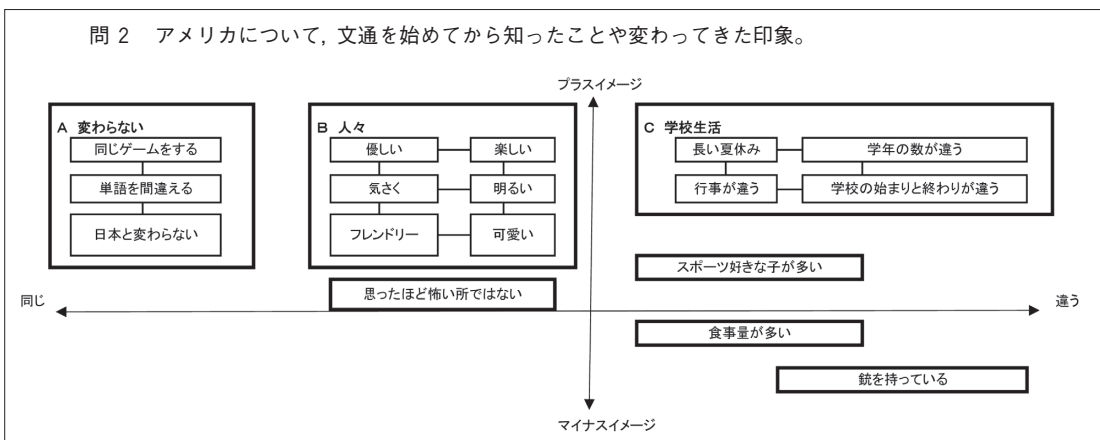 問 2　アメリカについて, 文通を始めてから知ったことや変わってきた印象。
プラスイメージ
A 変わらない
同じゲームをする
単語を間違える
日本と変わらない
B 人々
優しい
楽しい
気さく
明るい
フレンドリー
可愛い
C 学校生活
長い夏休み
学年の数が違う
行事が違う
学校の始まりと終わりが違う
スポーツ好きな子が多い
思ったほど怖い所ではない
同じ
違う
食事量が多い
銃を持っている
マイナスイメージ